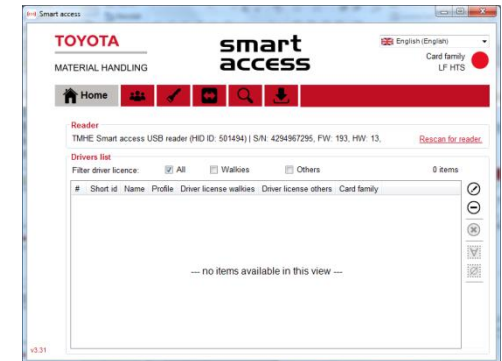 Smart access
TOYOTA
MATERIAL HANDLING
smart
access
English (English)
Card family
LF HTS
Home
Reader
TMHE Smart access USB reader (HID ID: 501494) | S/N: 4294967295, FW: 193, HW: 13,
Rescan for reader.
Drivers list
Filter driver licence: All Walkies Others 0 items
# Short id Name Profile Driver license walkies Driver license others Card family
--- no items available in this view ---
v3.31